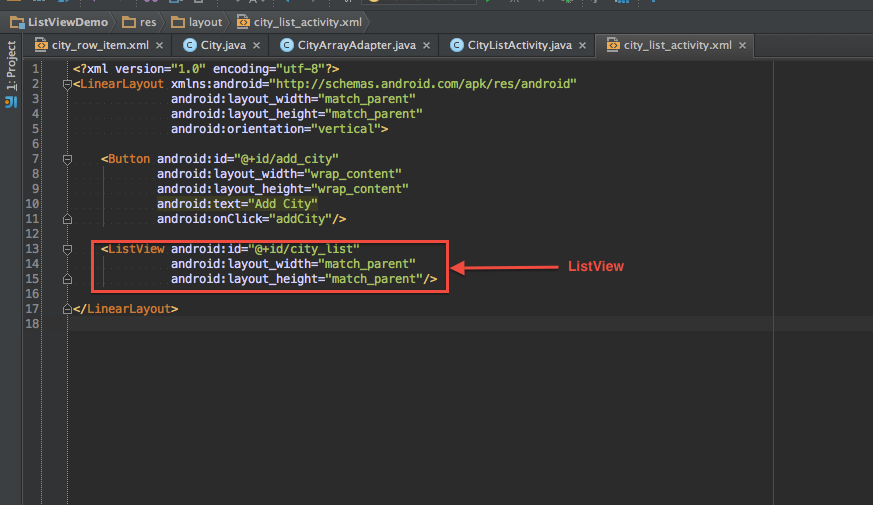 ListViewDemo res layout city_list_activity.xml
city_row_item.xml City.java CityArrayAdapter.java CityListActivity.java city_list_activity.xml
1: Project
1 <?xml version="1.0" encoding="utf-8"?>
2 <LinearLayout xmlns:android="http://schemas.android.com/apk/res/android"
3 android:layout_width="match_parent"
4 android:layout_height="match_parent"
5 android:orientation="vertical">
6
7 <Button android:id="@+id/add_city"
8 android:layout_width="wrap_content"
9 android:layout_height="wrap_content"
10 android:text="Add City"
11 android:onClick="addCity"/>
12
13 <ListView android:id="@+id/city_list"
14 android:layout_width="match_parent"
15 android:layout_height="match_parent"/>
ListView
16
17 </LinearLayout>
18